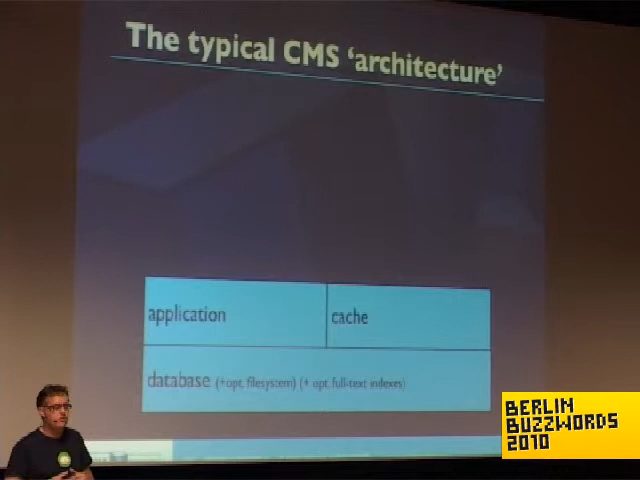 The typical CMS 'architecture'
application
cache
database (+opt. filesystem) (+ opt. full-text indexes)
BERLIN
BUZZWORDS
2010